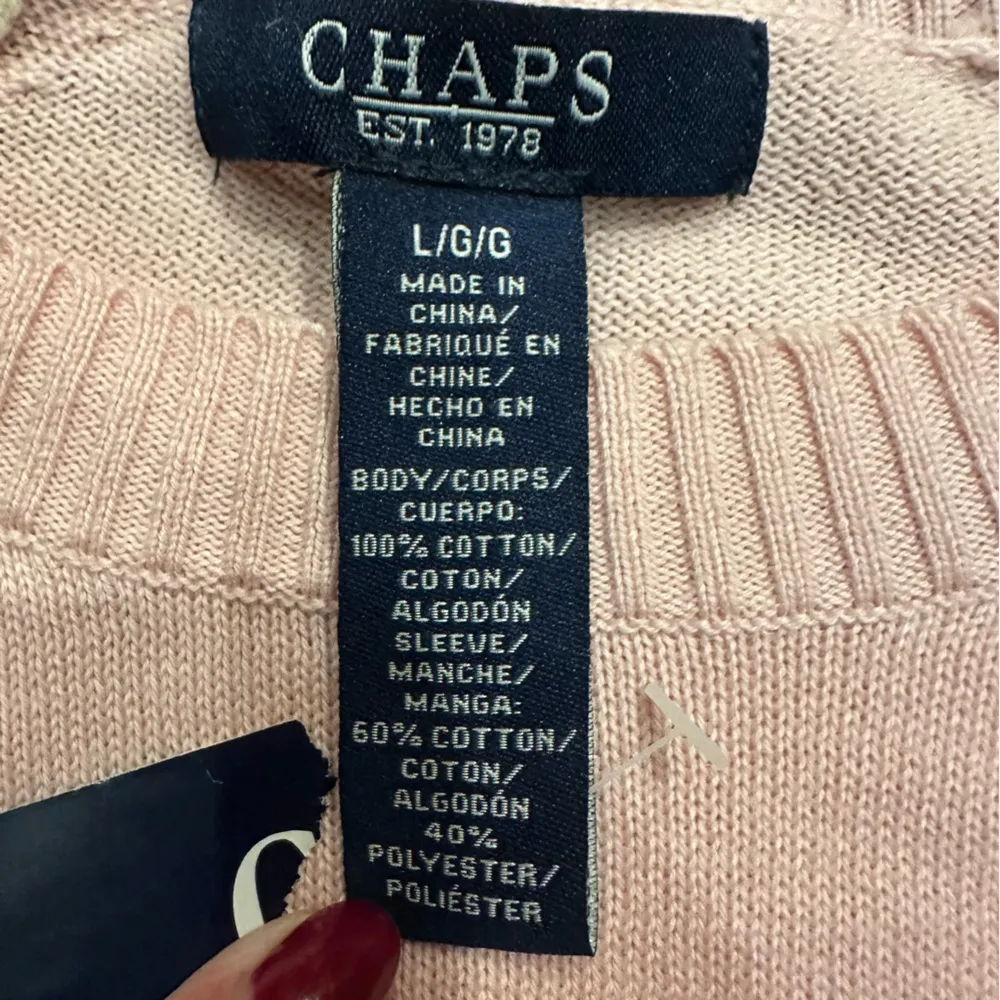 CHAPS
EST. 1978
L/G/G
MADE IN
CHINA/
FABRIQUÉ EN
CHINE/
HECHO EN
CHINA
BODY/CORPS/
CUERPO:
100% COTTON/
COTON/
ALGODÓN
SLEEVE/
MANCHE/
MANGA:
60% COTTON/
COTON/
ALGODÓN
40%
POLYESTER/
POLIÉSTER
C